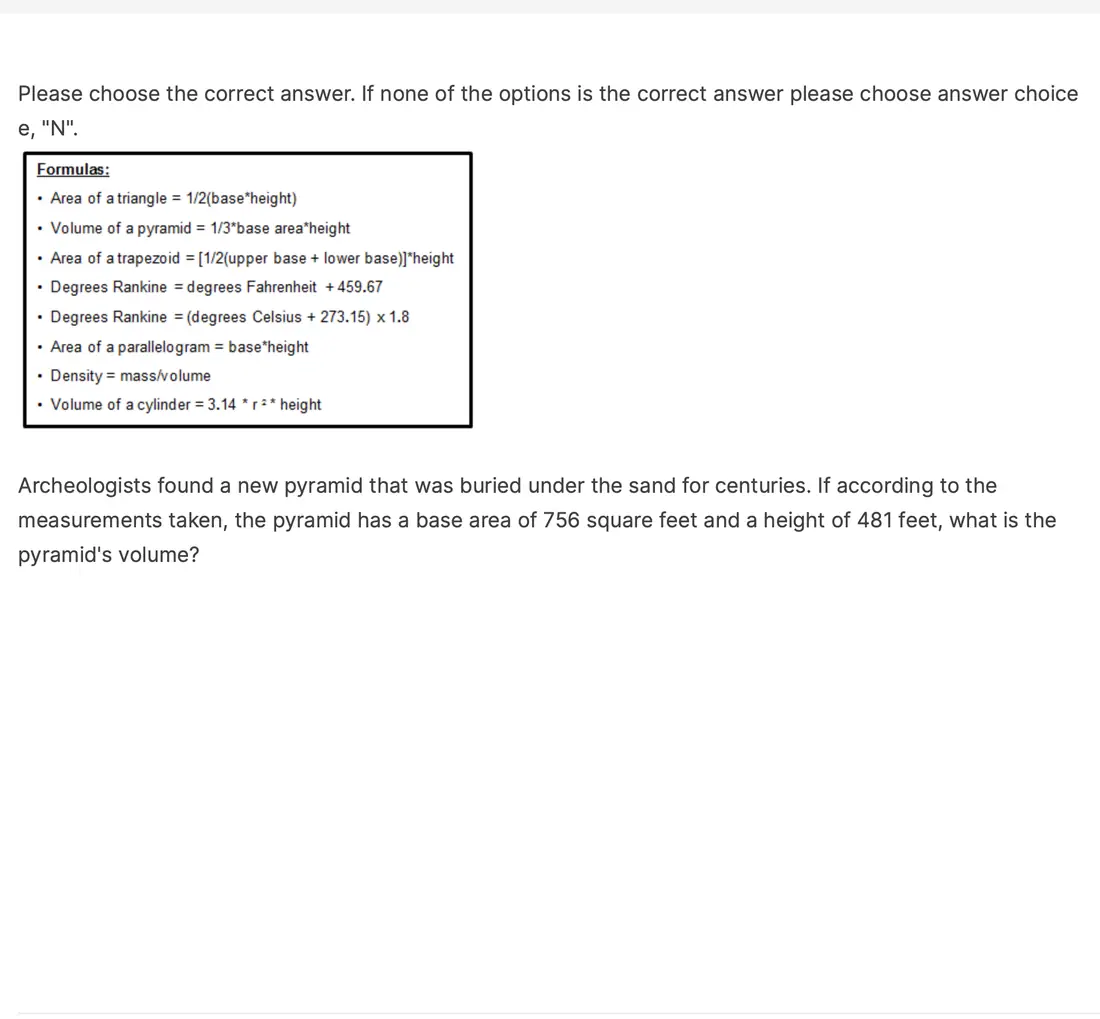 Please choose the correct answer. If none of the options is the correct answer please choose answer choice
e, "N".
Formulas:
• Area of a triangle = 1/2(base*height)
• Volume of a pyramid = 1/3*base area*height
• Area of a trapezoid = [1/2(upper base + lower base)]*height
• Degrees Rankine = degrees Fahrenheit + 459.67
• Degrees Rankine = (degrees Celsius + 273.15) x 1.8
• Area of a parallelogram = base*height
• Density = mass/volume
• Volume of a cylinder = 3.14 * r ² * height
Archeologists found a new pyramid that was buried under the sand for centuries. If according to the
measurements taken, the pyramid has a base area of 756 square feet and a height of 481 feet, what is the
pyramid's volume?